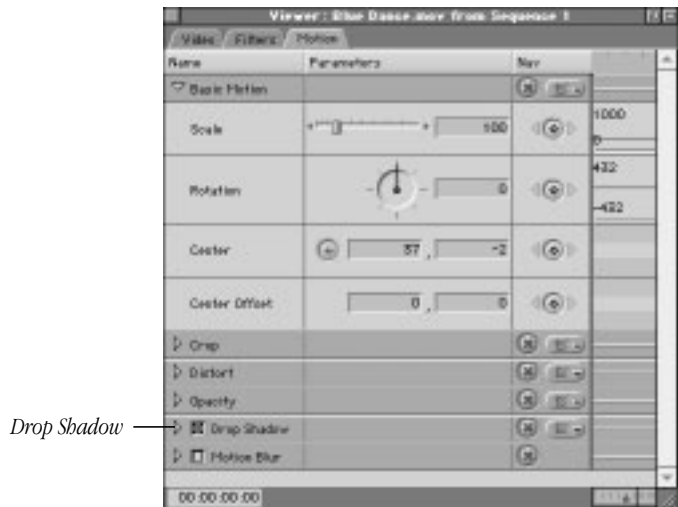 Viewer : Blue Dance.mov from Sequence 1
Video Filters Motion
Name Parameters Nav
Basic Motion
Scale 100 1000
0
Rotation 0 432
-432
Center 57 , -2
Center Offset 0 , 0
Crop
Distort
Opacity
Drop Shadow Drop Shadow
Motion Blur
00:00:00:00